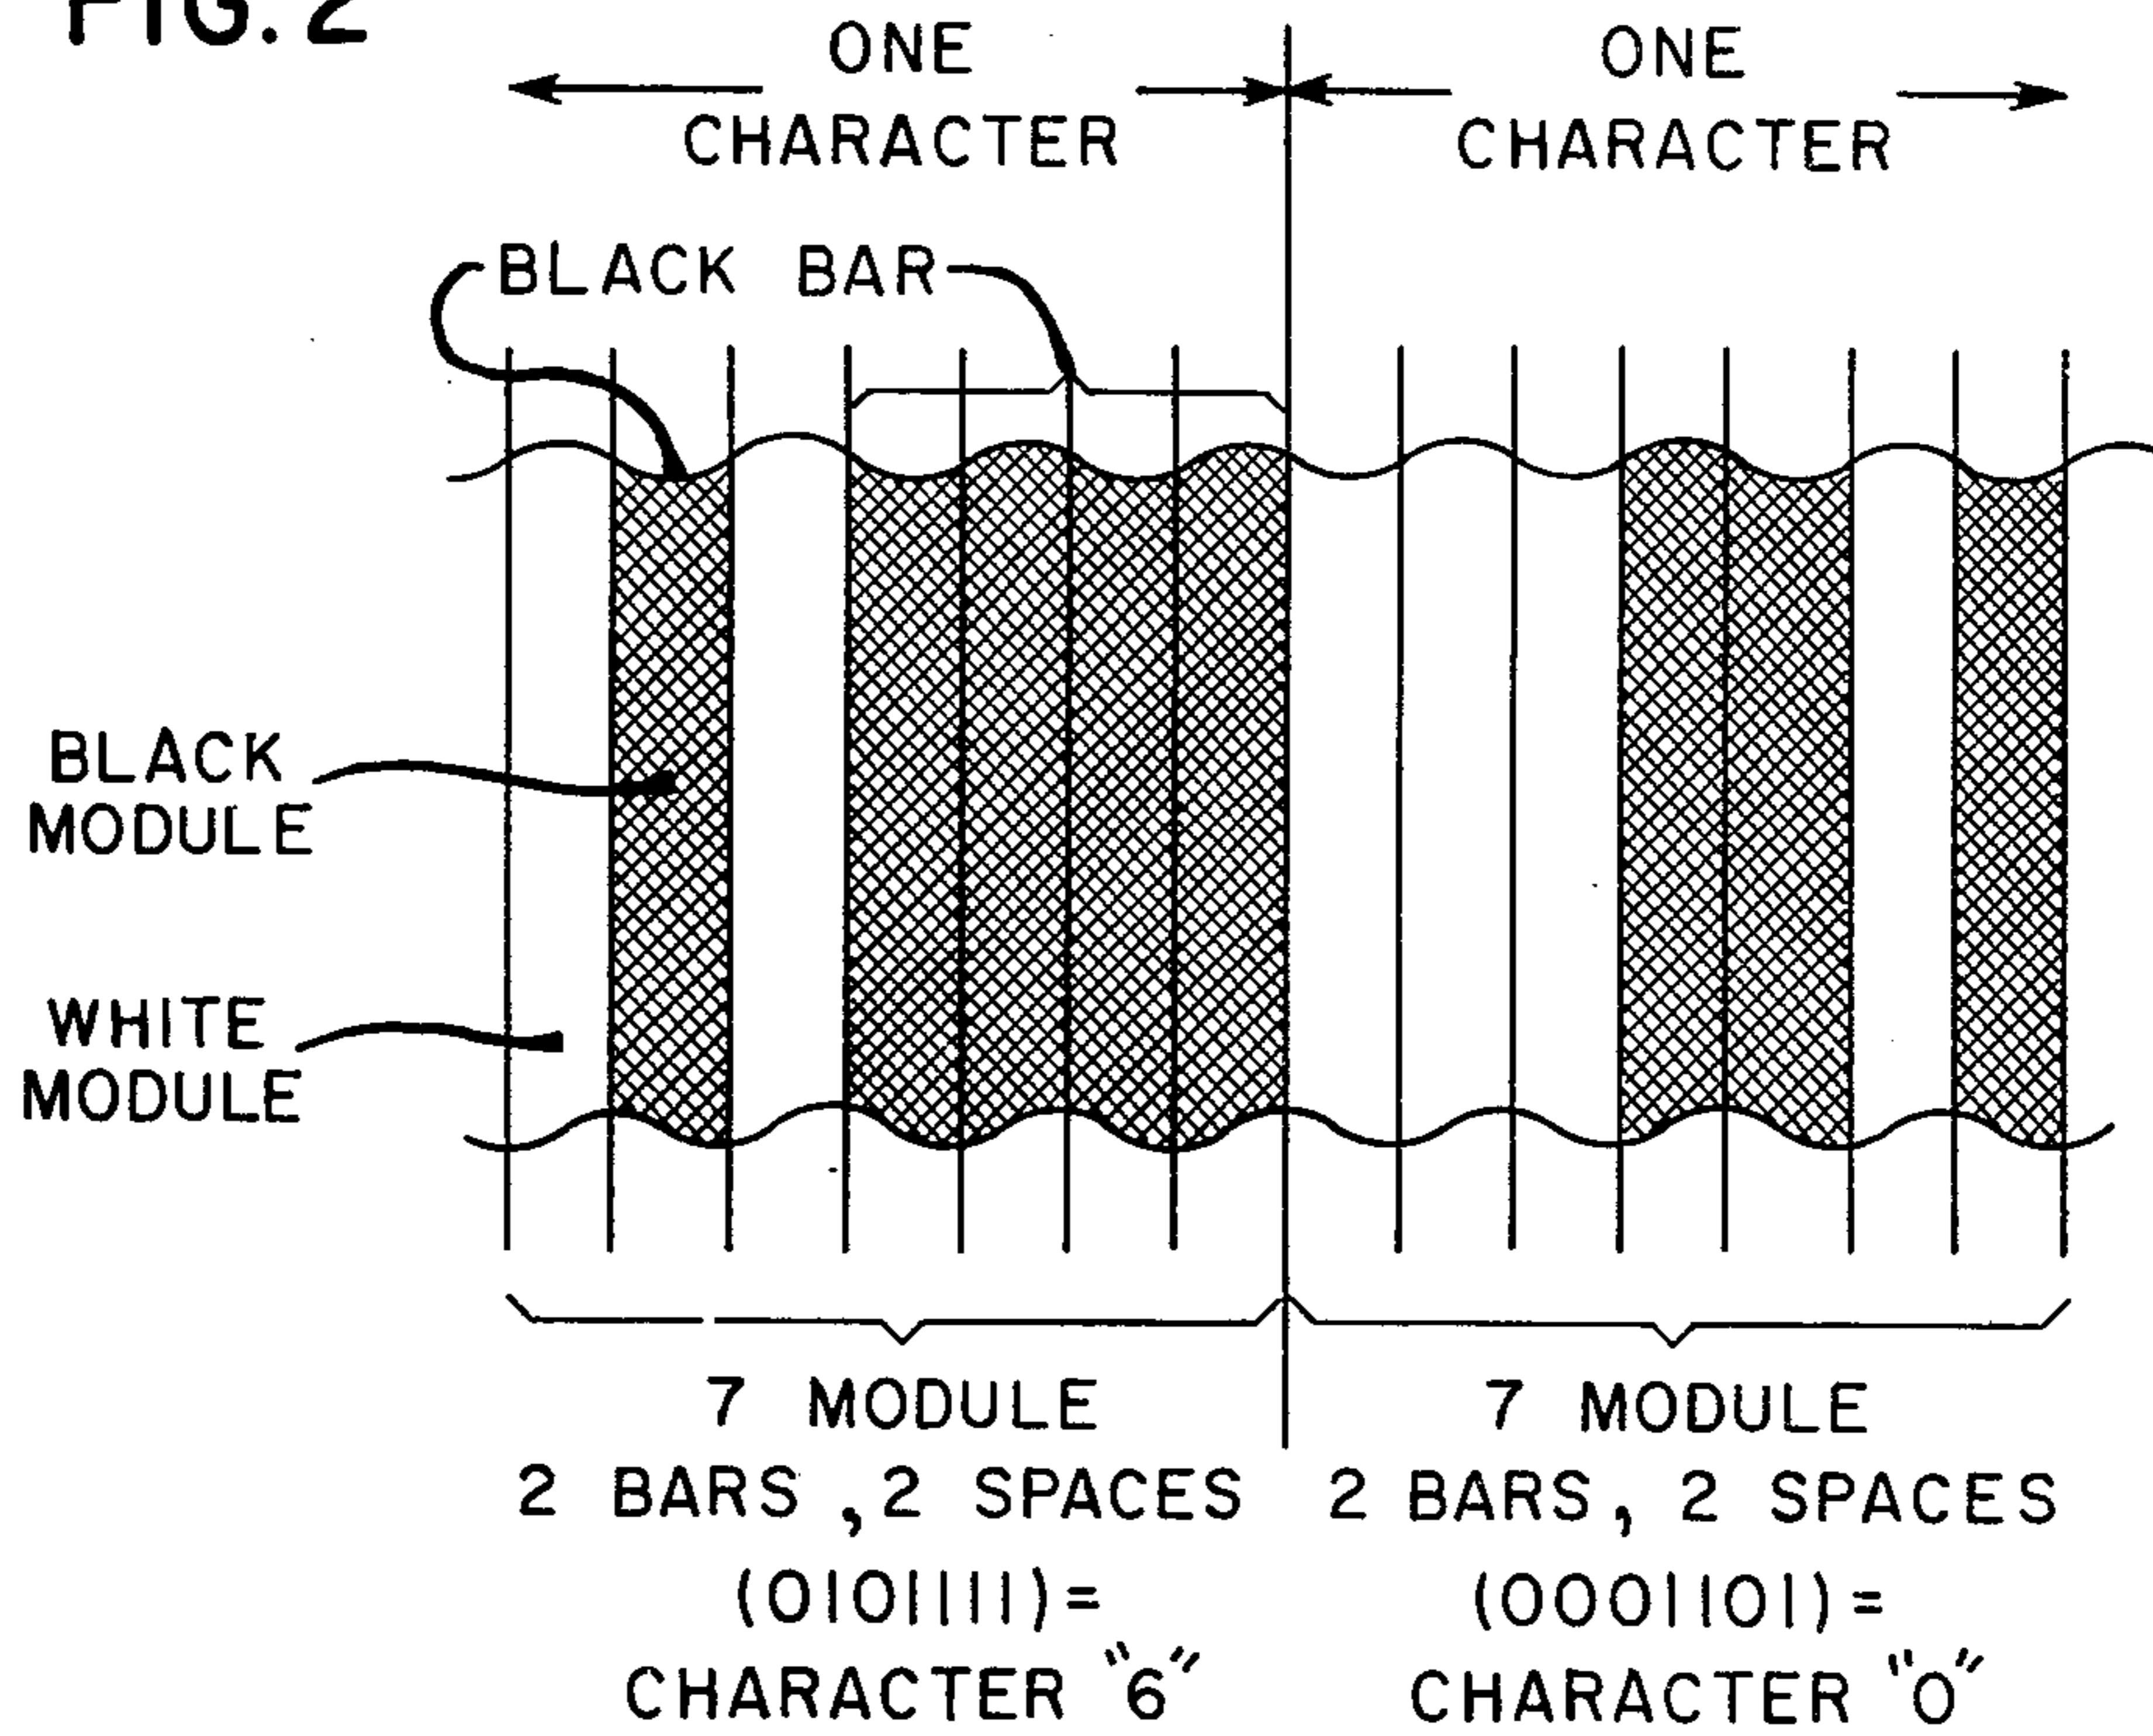 FIG. 2
ONE CHARACTER
ONE CHARACTER
BLACK BAR
BLACK
MODULE
WHITE
MODULE
7 MODULE
2 BARS , 2 SPACES
(0101111)=
CHARACTER "6"
7 MODULE
2 BARS, 2 SPACES
(0001101)=
CHARACTER "0"